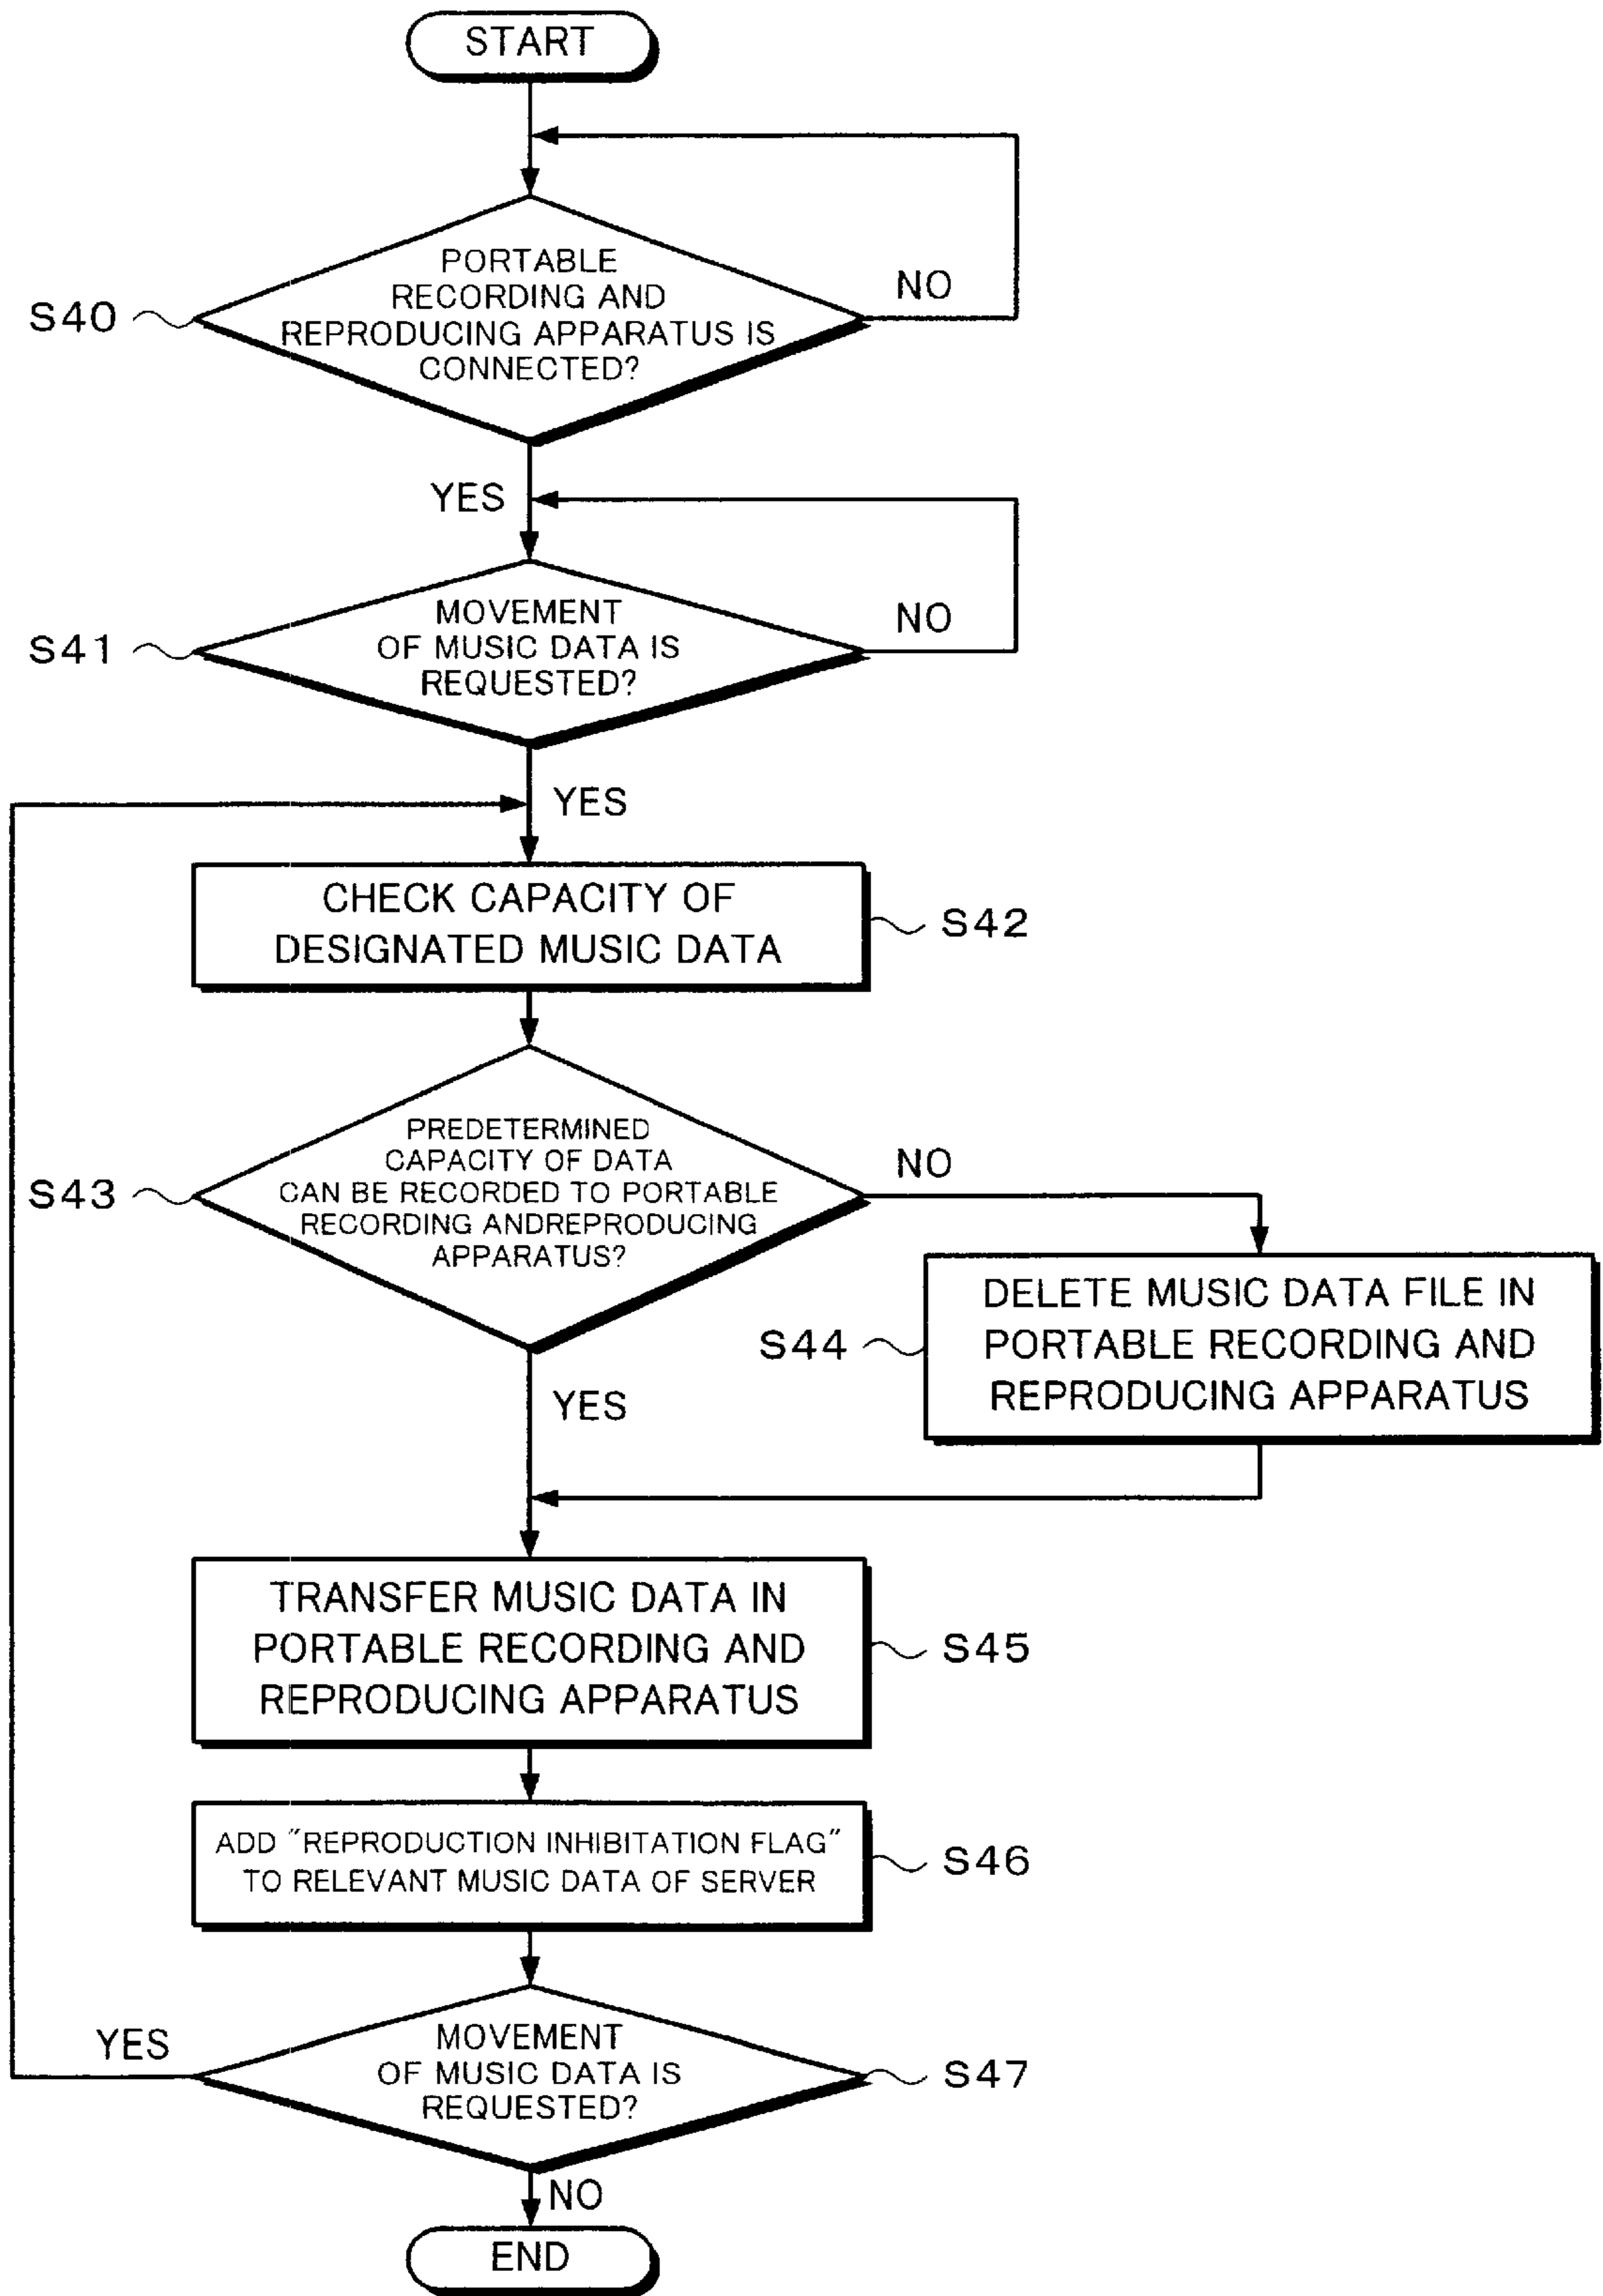 START
PORTABLE
RECORDING AND
REPRODUCING APPARATUS IS
CONNECTED?
NO
S40
YES
MOVEMENT
OF MUSIC DATA IS
REQUESTED?
NO
S41
YES
CHECK CAPACITY OF
DESIGNATED MUSIC DATA
S42
PREDETERMINED
CAPACITY OF DATA
CAN BE RECORDED TO PORTABLE
RECORDING ANDREPRODUCING
APPARATUS?
NO
S43
DELETE MUSIC DATA FILE IN
PORTABLE RECORDING AND
REPRODUCING APPARATUS
S44
YES
TRANSFER MUSIC DATA IN
PORTABLE RECORDING AND
REPRODUCING APPARATUS
S45
ADD "REPRODUCTION INHIBITATION FLAG"
TO RELEVANT MUSIC DATA OF SERVER
S46
YES
MOVEMENT
OF MUSIC DATA IS
REQUESTED?
S47
NO
END